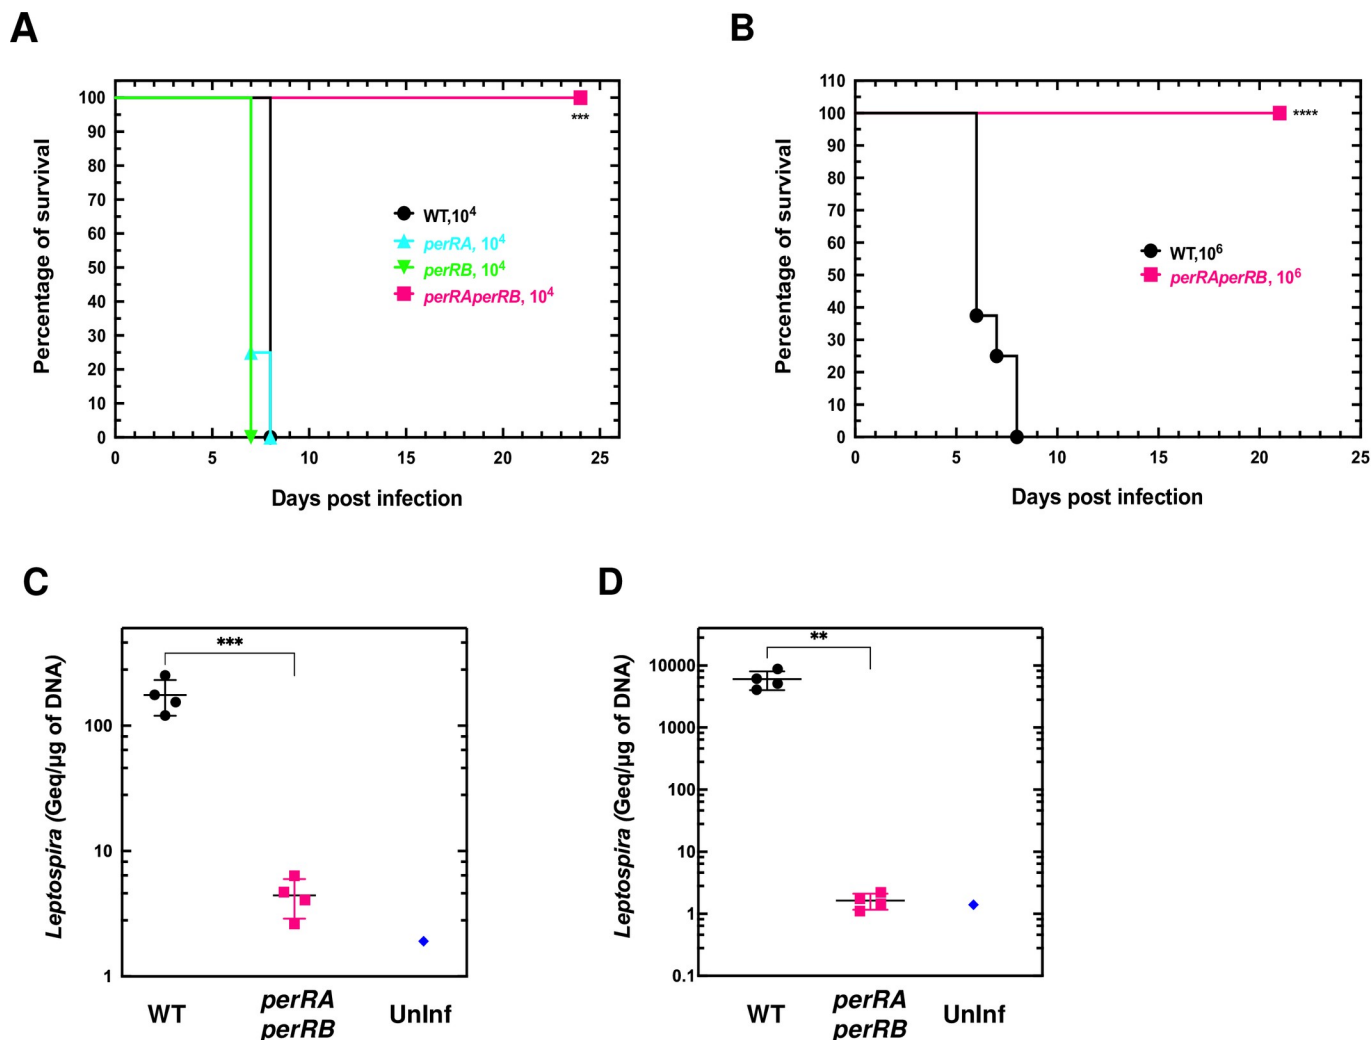 A
Percentage of survival
100
90
80
70
60
50
40
30
20
10
0
0 5 10 15 20 25
Days post infection
WT,10⁴
perRA, 10⁴
perRB, 10⁴
perRAperRB, 10⁴
***
B
Percentage of survival
110
100
90
80
70
60
50
40
30
20
10
0
0 5 10 15 20 25
Days post infection
WT,10⁶
perRAperRB, 10⁶
****
C
Leptospira (Geq/µg of DNA)
100
10
1
***
WT
perRA
perRB
UnInf
D
Leptospira (Geq/µg of DNA)
10000
1000
100
10
1
0.1
**
WT
perRA
perRB
UnInf